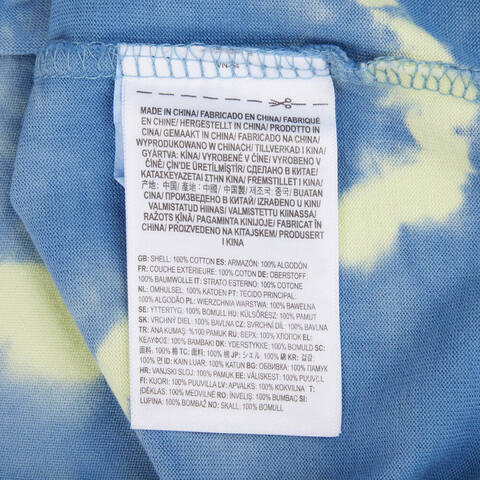 MADE IN CHINA/ FABRICADO EN CHINA/ FABRIQUÉ
EN CHINE/ HERGESTELLT IN CHINA/ PRODOTTO IN
CINA/ GEMAAKT IN CHINA/ FABRICADO NA CHINA/
WYPRODUKOWANO W CHINACH/ TILLVERKAD I KINA/
GYÁRTVA: KÍNA/ VYROBENÉ V ČÍNE/ VYROBENO V
ČÍNĚ/ ÇİN'DE ÜRETİLMİŞTİR/ СДЕЛАНО В КИТАЕ/
ΚΑΤΑΣΚΕΥΑΖΕΤΑΙ ΣΤΗΝ ΚΙΝΑ/ FREMSTILLET I KINA/
产地: 中国/ 產地: 中國/ 中国製/ 제조국: 중국/ BUATAN
CINA/ ПРОИЗВЕДЕНО В КИТАЕ/ IZRAĐENO U KINI/
VALMISTATUD HIINAS/ VALMISTETTU KIINASSA/
RAŽOTS ĶĪNĀ/ PAGAMINTA KINIJOJE/ FABRICAT ÎN
CHINA/ PROIZVEDENO NA KITAJSKEM/ PRODUSERT
I KINA
GB: SHELL: 100% COTTON ES: ARMAZÓN: 100% ALGODÓN
FR: COUCHE EXTÉRIEURE: 100% COTON DE: OBERSTOFF
100% BAUMWOLLE IT: STRATO ESTERNO: 100% COTONE
NL: OMHULSEL: 100% KATOEN PT: TECIDO PRINCIPAL:
100% ALGODÃO PL: WIERZCHNIA WARSTWA: 100% BAWEŁNA
SE: YTTERTYG: 100% BOMULL HU: KÜLSŐRÉSZ: 100% PAMUT
SK: VRCHNÝ DIEL: 100% BAVLNA CZ: SVRCHNÍ DÍL: 100% BAVLNA
TR: ANA KUMAŞ: %100 PAMUK RU: ВЕРХ: 100% ХЛОПОК EL:
ΚΕΛΥΦΟΣ: 100% ΒΑΜΒΑΚΙ DK: YDERSTYKKE: 100% BOMULD SC:
面料: 100% 棉 TC: 面料: 100% 棉 JP: シェル: 100% 綿 KR: 겉감:
100% 면 ID: KAIN LUAR: 100% KATUN BG: ОБВИВКА: 100% ПАМУК
HR: VANJSKI SLOJ: 100% PAMUK EE: VÄLISKEST: 100% PUUVILL
FI: KUORI: 100% PUUVILLA LV: APVALKS: 100% KOKVILNA LT:
IDĖKLAS: 100% MEDVILNĖ RO: ÎNVELIȘ: 100% BUMBAC SI:
LUPINA: 100% BOMBAŽ NO: SKALL: 100% BOMULL